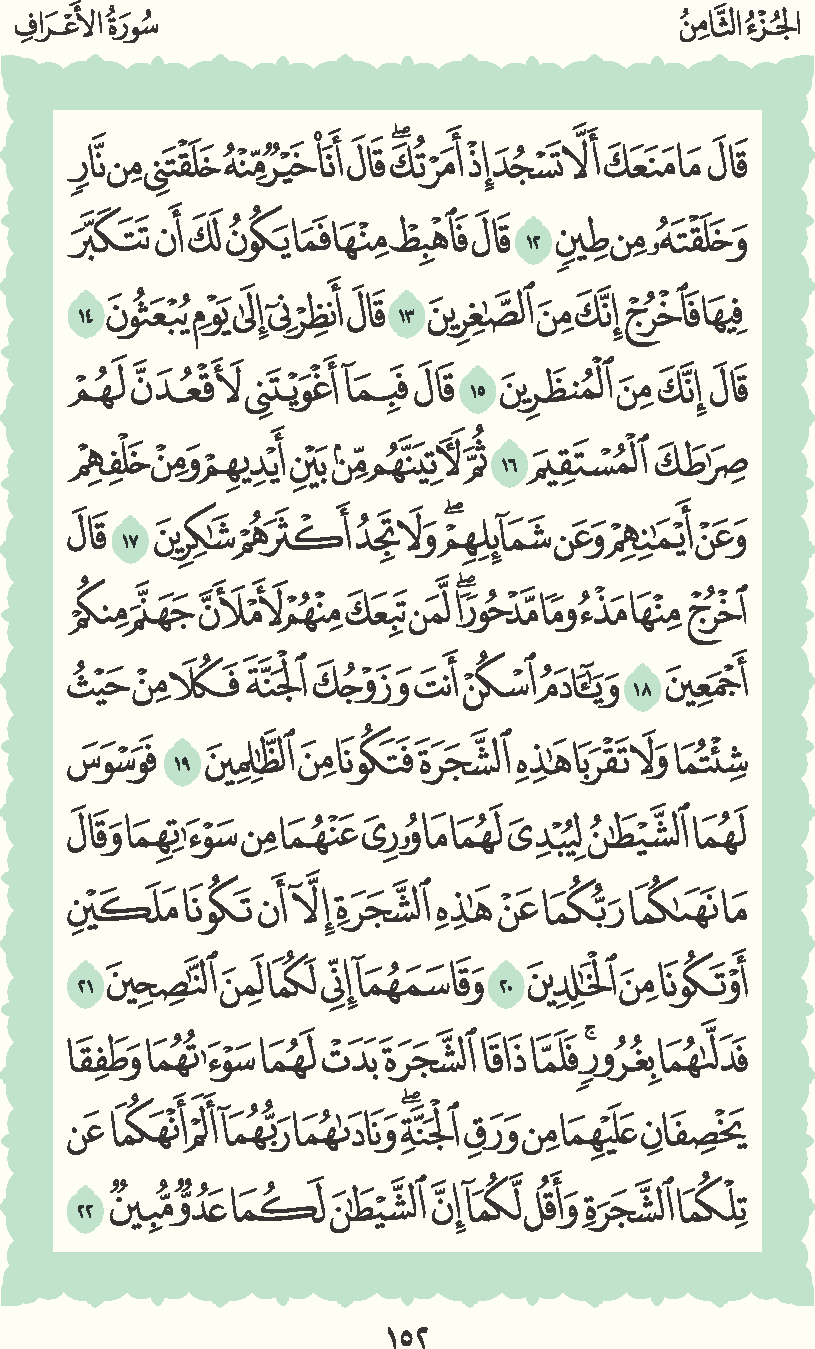 الجُزْءُ الثَّامِنُ
سُورَةُ الأَعْرَافِ
قَالَ مَا مَنَعَكَ أَلَّا تَسْجُدَ إِذْ أَمَرْتُكَۖ قَالَ أَنَا۠ خَيْرٌ مِّنْهُ خَلَقْتَنِي مِن نَّارٍ
وَخَلَقْتَهُۥ مِن طِينٍ ١٢ قَالَ فَٱهْبِطْ مِنْهَا فَمَا يَكُونُ لَكَ أَن تَتَكَبَّرَ
فِيهَا فَٱخْرُجْ إِنَّكَ مِنَ ٱلصَّٰغِرِينَ ١٣ قَالَ أَنظِرْنِىٓ إِلَىٰ يَوْمِ يُبْعَثُونَ ١٤
قَالَ إِنَّكَ مِنَ ٱلْمُنظَرِينَ ١٥ قَالَ فَبِمَآ أَغْوَيْتَنِي لَأَقْعُدَنَّ لَهُمْ
صِرَٰطَكَ ٱلْمُسْتَقِيمَ ١٦ ثُمَّ لَأٓتِيَنَّهُم مِّنۢ بَيْنِ أَيْدِيهِمْ وَمِنْ خَلْفِهِمْ
وَعَنْ أَيْمَٰنِهِمْ وَعَن شَمَآئِلِهِمْۖ وَلَا تَجِدُ أَكْثَرَهُمْ شَٰكِرِينَ ١٧ قَالَ
ٱخْرُجْ مِنْهَا مَذْءُومًا مَّدْحُورًاۖ لَّمَن تَبِعَكَ مِنْهُمْ لَأَمْلَأَنَّ جَهَنَّمَ مِنكُمْ
أَجْمَعِينَ ١٨ وَيَٰٓـَٔادَمُ ٱسْكُنْ أَنتَ وَزَوْجُكَ ٱلْجَنَّةَ فَكُلَا مِنْ حَيْثُ
شِئْتُمَا وَلَا تَقْرَبَا هَٰذِهِ ٱلشَّجَرَةَ فَتَكُونَا مِنَ ٱلظَّٰلِمِينَ ١٩ فَوَسْوَسَ
لَهُمَا ٱلشَّيْطَٰنُ لِيُبْدِىَ لَهُمَا مَا وُۥرِىَ عَنْهُمَا مِن سَوْءَٰتِهِمَا وَقَالَ
مَا نَهَىٰكُمَا رَبُّكُمَا عَنْ هَٰذِهِ ٱلشَّجَرَةِ إِلَّآ أَن تَكُونَا مَلَكَيْنِ
أَوْ تَكُونَا مِنَ ٱلْخَٰلِدِينَ ٢٠ وَقَاسَمَهُمَآ إِنِّي لَكُمَا لَمِنَ ٱلنَّٰصِحِينَ ٢١
فَدَلَّىٰهُمَا بِغُرُورٍۚ فَلَمَّا ذَاقَا ٱلشَّجَرَةَ بَدَتْ لَهُمَا سَوْءَٰتُهُمَا وَطَفِقَا
يَخْصِفَانِ عَلَيْهِمَا مِن وَرَقِ ٱلْجَنَّةِۖ وَنَادَىٰهُمَا رَبُّهُمَآ أَلَمْ أَنْهَكُمَا عَن
تِلْكُمَا ٱلشَّجَرَةِ وَأَقُل لَّكُمَآ إِنَّ ٱلشَّيْطَٰنَ لَكُمَا عَدُوٌّ مُّبِينٌ ٢٢
١٥٢